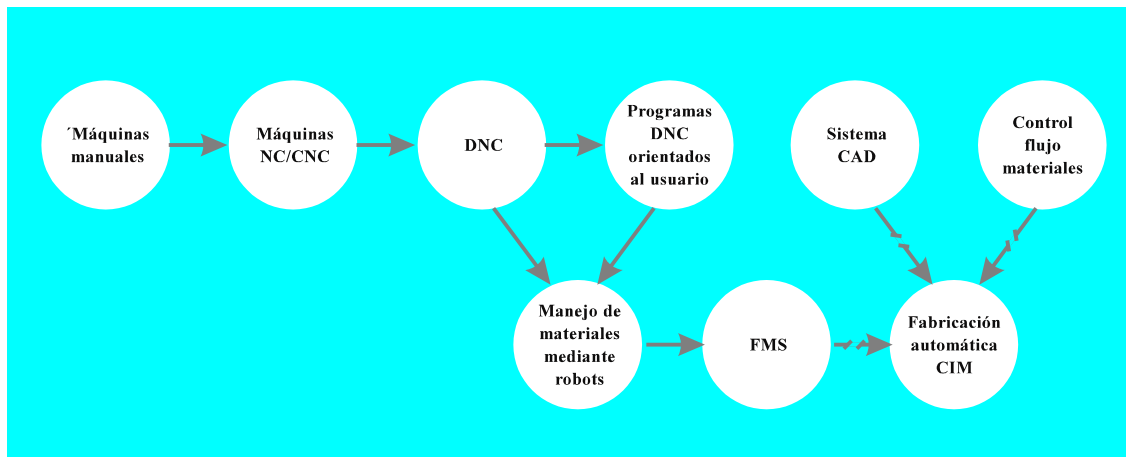 ´Máquinas
manuales
Máquinas
NC/CNC
DNC
Programas
DNC
orientados
al usuario
Sistema
CAD
Control
flujo
materiales
Manejo de
materiales
mediante
robots
FMS
Fabricación
automática
CIM